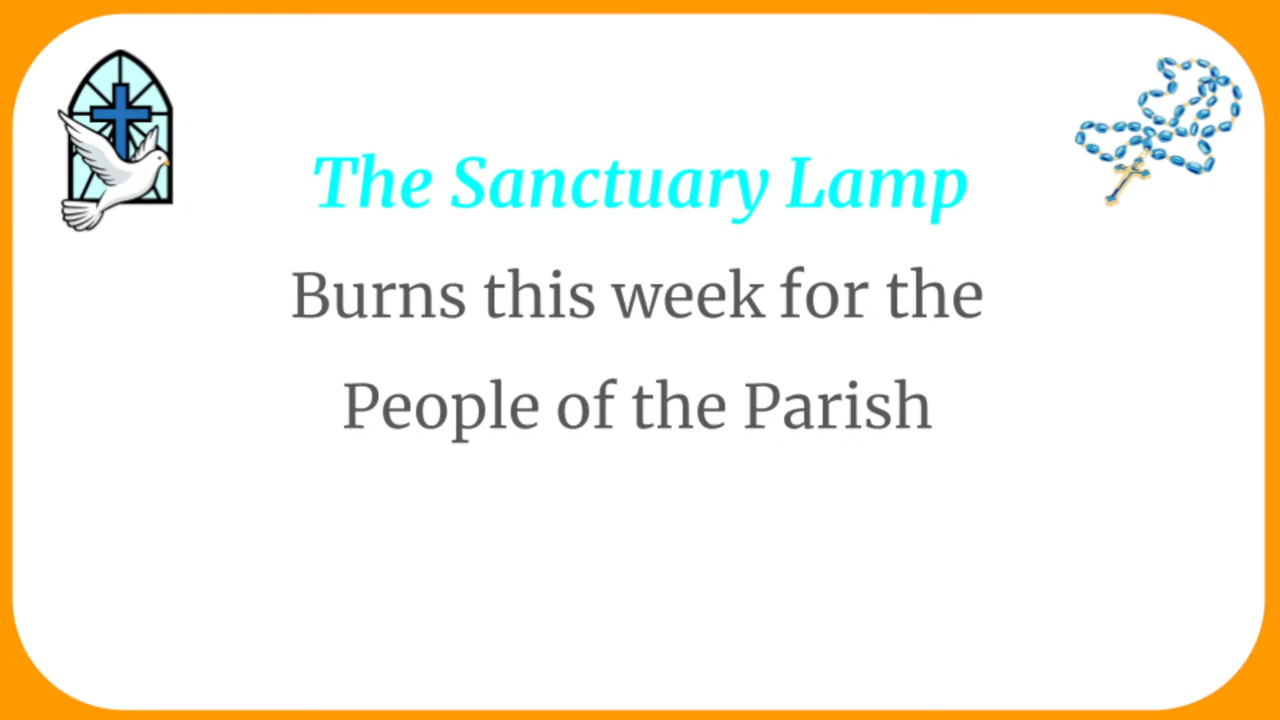 The Sanctuary Lamp
Burns this week for the
People of the Parish